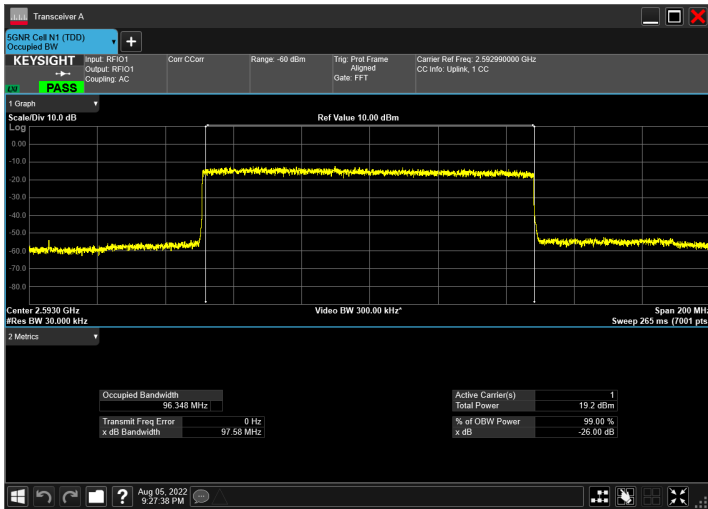 Transceiver A
5GNR Cell N1 (TDD)
Occupied BW
KEYSIGHT
Input: RFIO1
Output: RFIO1
Coupling: AC
Corr CCorr
Range: -60 dBm
Trig: Prot Frame
Aligned
Gate: FFT
Carrier Ref Freq: 2.592990000 GHz
CC Info: Uplink, 1 CC
LXI
PASS
1 Graph
Scale/Div 10.0 dB
Ref Value 10.00 dBm
Log
0.00
-10.0
-20.0
-30.0
-40.0
-50.0
-60.0
-70.0
-80.0
Center 2.5930 GHz
Video BW 300.00 kHz*
Span 200 MHz
#Res BW 30.000 kHz
Sweep 265 ms (7001 pts
2 Metrics
Occupied Bandwidth
96.348 MHz
Transmit Freq Error 0 Hz
x dB Bandwidth 97.58 MHz
Active Carrier(s) 1
Total Power 19.2 dBm
% of OBW Power 99.00 %
x dB -26.00 dB
?
Aug 05, 2022
9:27:38 PM